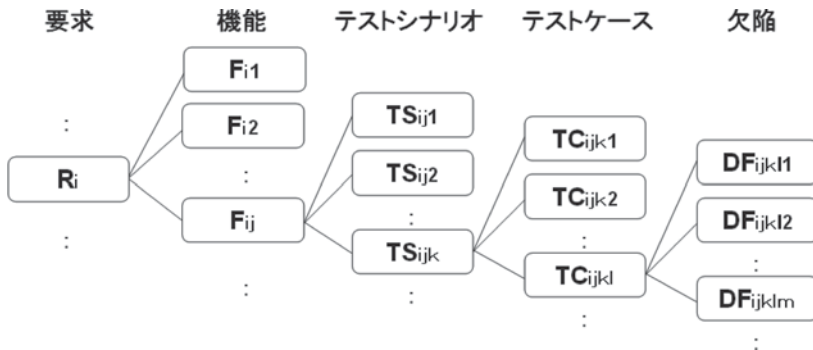 要求 機能 テストシナリオ テストケース 欠陥
Fi1
Fi2
:
Fij
:
:
Ri
:
TSij1
TSij2
:
TSijk
:
TCijk1
TCijk2
:
TCijkl
:
DFijkl1
DFijkl2
:
DFijklm
: